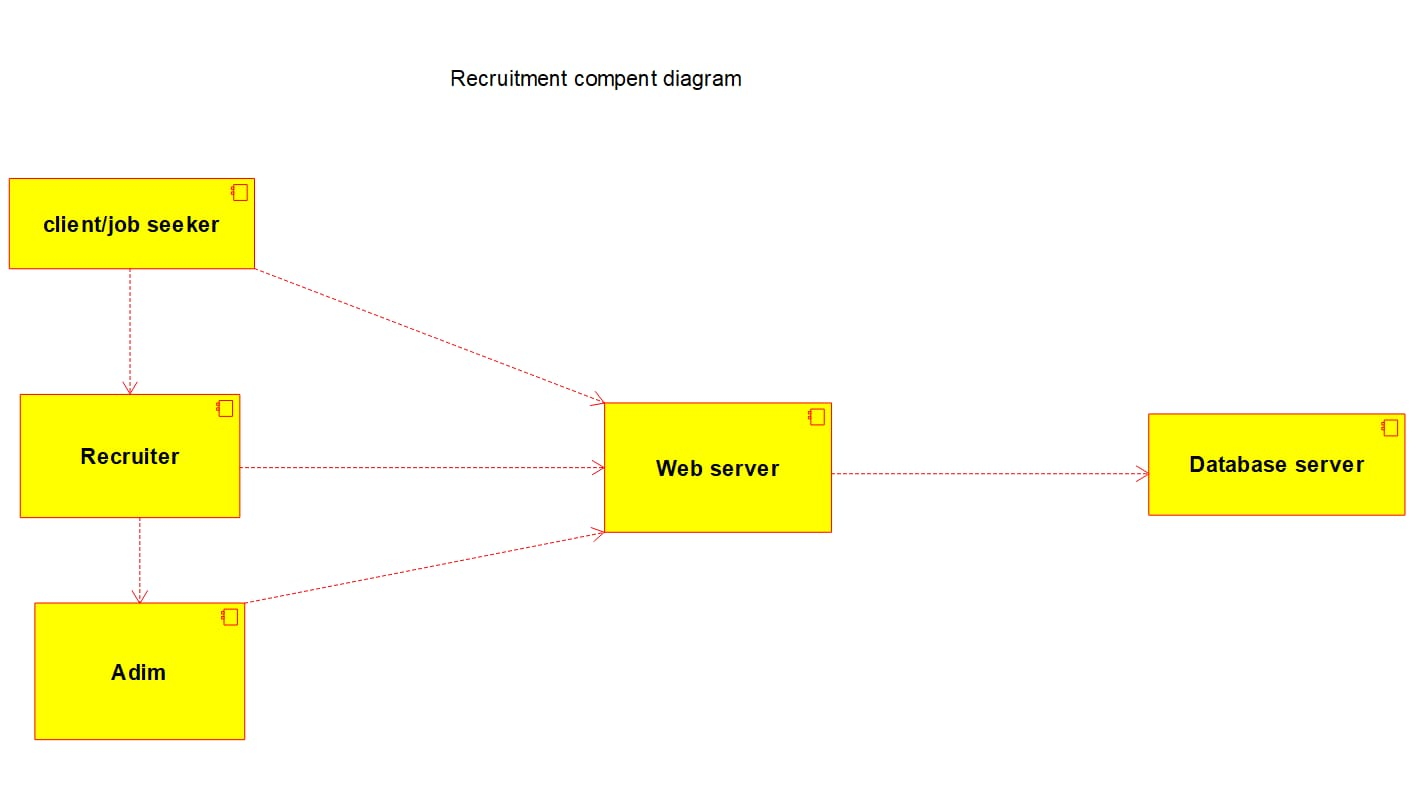 Recruitment compent diagram
client/job seeker
Recruiter
Web server
Database server
Adim